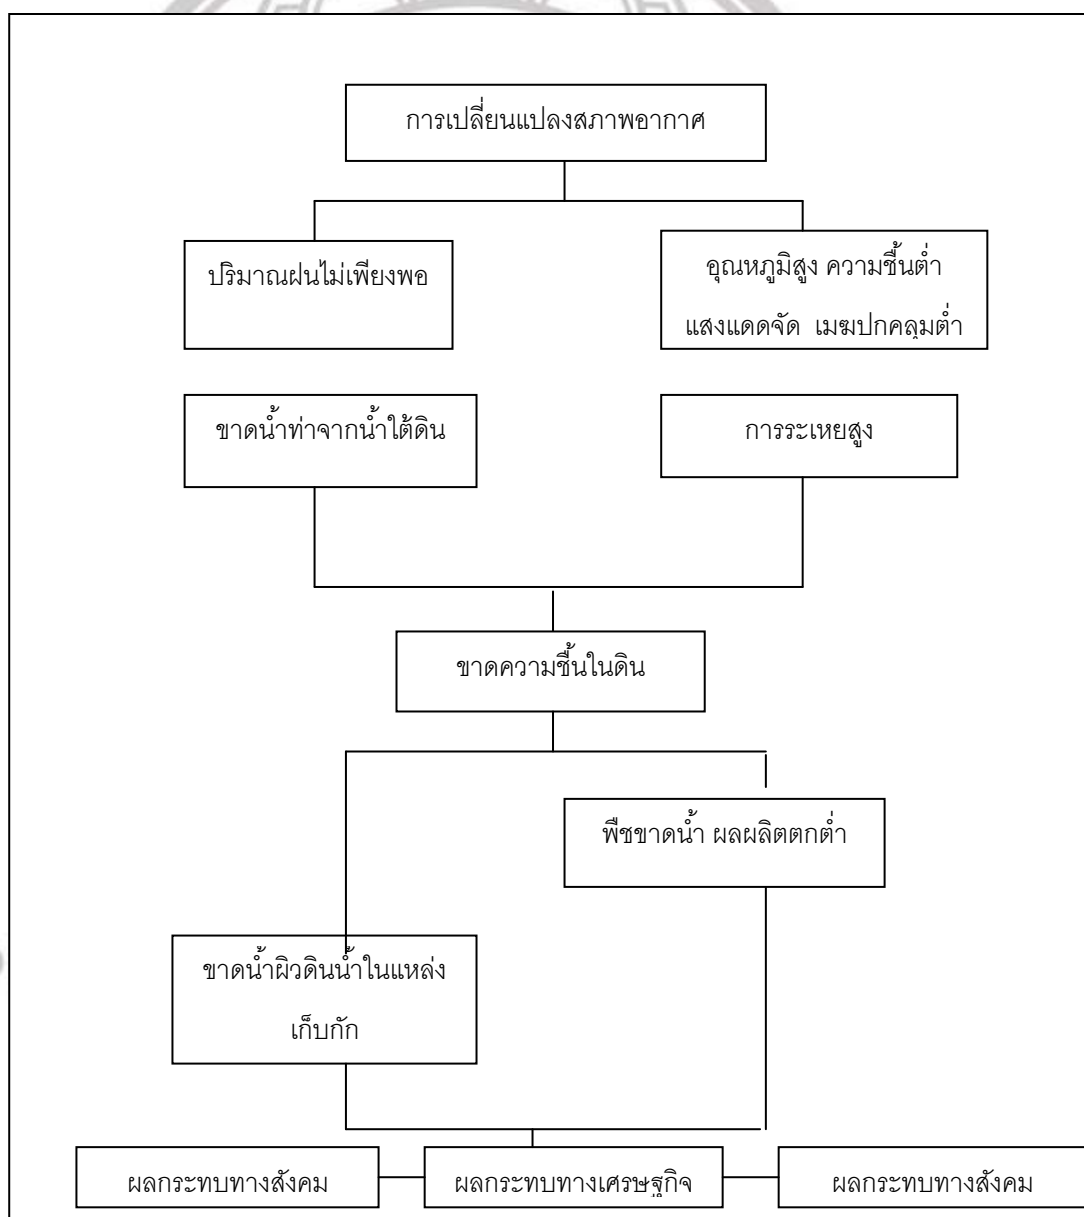 การเปลี่ยนแปลงสภาพอากาศ
ปริมาณฝนไม่เพียงพอ
อุณหภูมิสูง ความชื้นต่ำ
แสงแดดจัด เมฆปกคลุมต่ำ
ขาดน้ำท่าจากน้ำใต้ดิน
การระเหยสูง
ขาดความชื้นในดิน
พืชขาดน้ำ ผลผลิตตกต่ำ
ขาดน้ำผิวดินน้ำในแหล่ง
เก็บกัก
ผลกระทบทางสังคม
ผลกระทบทางเศรษฐกิจ
ผลกระทบทางสังคม